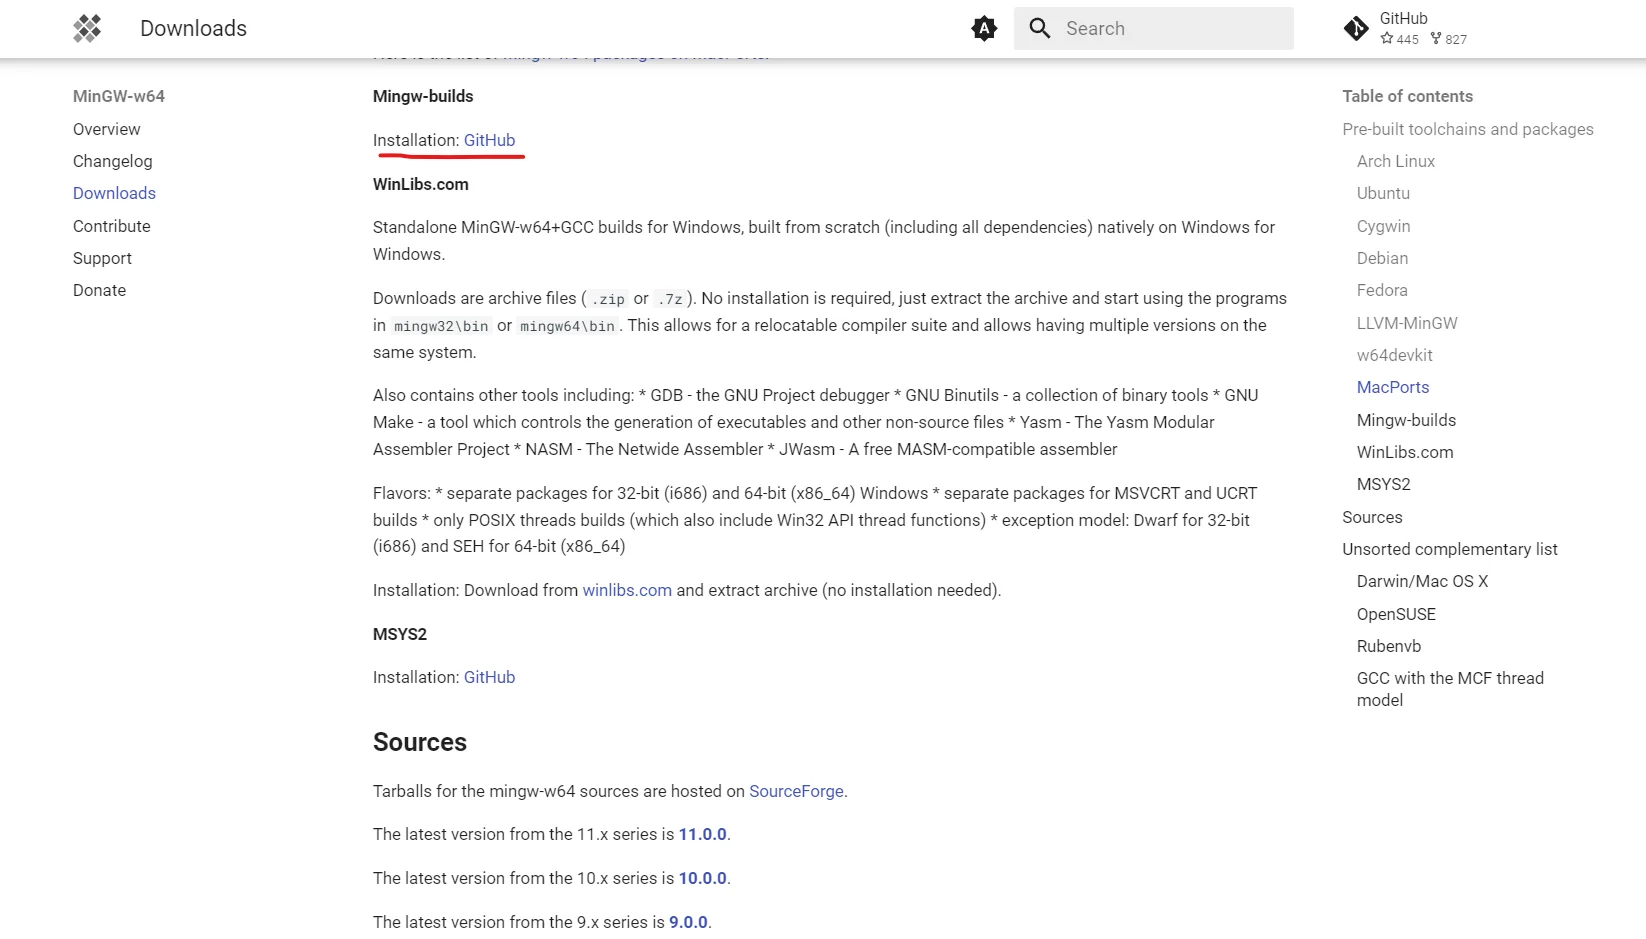 Downloads
Search
GitHub
445 827
MinGW-w64
Overview
Changelog
Downloads
Contribute
Support
Donate
Here is the list of mingw-w64 packages on MacPorts.
Mingw-builds
Installation: GitHub
WinLibs.com
Standalone MinGW-w64+GCC builds for Windows, built from scratch (including all dependencies) natively on Windows for
Windows.
Downloads are archive files ( .zip or .7z ). No installation is required, just extract the archive and start using the programs
in mingw32\bin or mingw64\bin . This allows for a relocatable compiler suite and allows having multiple versions on the
same system.
Also contains other tools including: * GDB - the GNU Project debugger * GNU Binutils - a collection of binary tools * GNU
Make - a tool which controls the generation of executables and other non-source files * Yasm - The Yasm Modular
Assembler Project * NASM - The Netwide Assembler * JWasm - A free MASM-compatible assembler
Flavors: * separate packages for 32-bit (i686) and 64-bit (x86_64) Windows * separate packages for MSVCRT and UCRT
builds * only POSIX threads builds (which also include Win32 API thread functions) * exception model: Dwarf for 32-bit
(i686) and SEH for 64-bit (x86_64)
Installation: Download from winlibs.com and extract archive (no installation needed).
MSYS2
Installation: GitHub
Sources
Tarballs for the mingw-w64 sources are hosted on SourceForge.
The latest version from the 11.x series is 11.0.0.
The latest version from the 10.x series is 10.0.0.
The latest version from the 9.x series is 9.0.0.
Table of contents
Pre-built toolchains and packages
Arch Linux
Ubuntu
Cygwin
Debian
Fedora
LLVM-MinGW
w64devkit
MacPorts
Mingw-builds
WinLibs.com
MSYS2
Sources
Unsorted complementary list
Darwin/Mac OS X
OpenSUSE
Rubenvb
GCC with the MCF thread
model